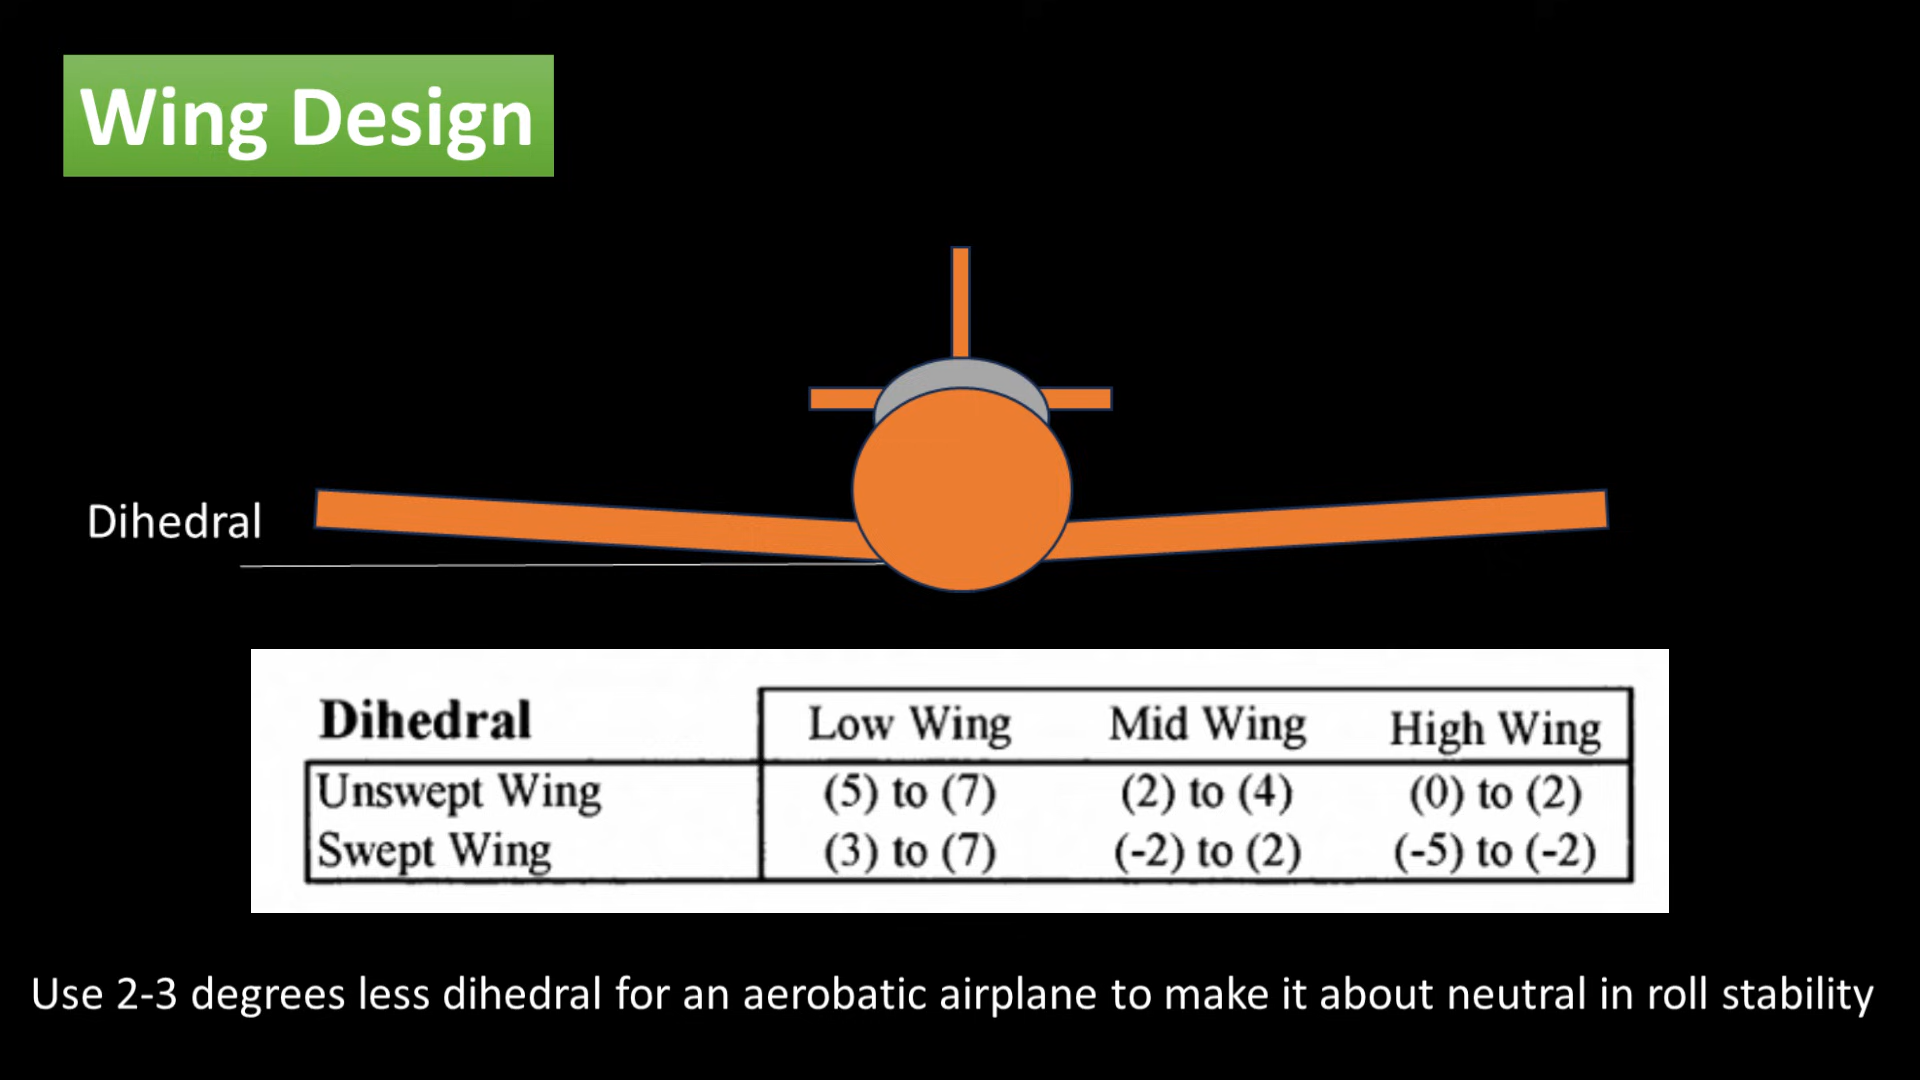 Wing Design
Dihedral
Dihedral Low Wing Mid Wing High Wing
Unswept Wing (5) to (7) (2) to (4) (0) to (2)
Swept Wing (3) to (7) (-2) to (2) (-5) to (-2)
Use 2-3 degrees less dihedral for an aerobatic airplane to make it about neutral in roll stability